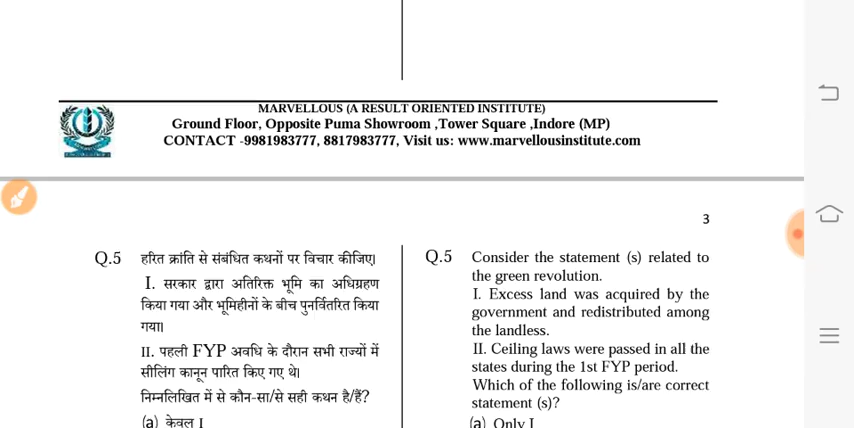 MARVELLOUS (A RESULT ORIENTED INSTITUTE)
Ground Floor, Opposite Puma Showroom ,Tower Square ,Indore (MP)
CONTACT -9981983777, 8817983777, Visit us: www.marvellousinstitute.com
3
Q.5 हरित क्रांति से संबंधित कथनों पर विचार कीजिए।
I. सरकार द्वारा अतिरिक्त भूमि का अधिग्रहण
किया गया और भूमिहीनों के बीच पुनर्वितरित किया
गया।
II. पहली FYP अवधि के दौरान सभी राज्यों में
सीलिंग कानून पारित किए गए थे।
निम्नलिखित में से कौन-सा/से सही कथन है/हैं?
(a) केवल I
Q.5 Consider the statement (s) related to
the green revolution.
I. Excess land was acquired by the
government and redistributed among
the landless.
II. Ceiling laws were passed in all the
states during the 1st FYP period.
Which of the following is/are correct
statement (s)?
(a) Only I